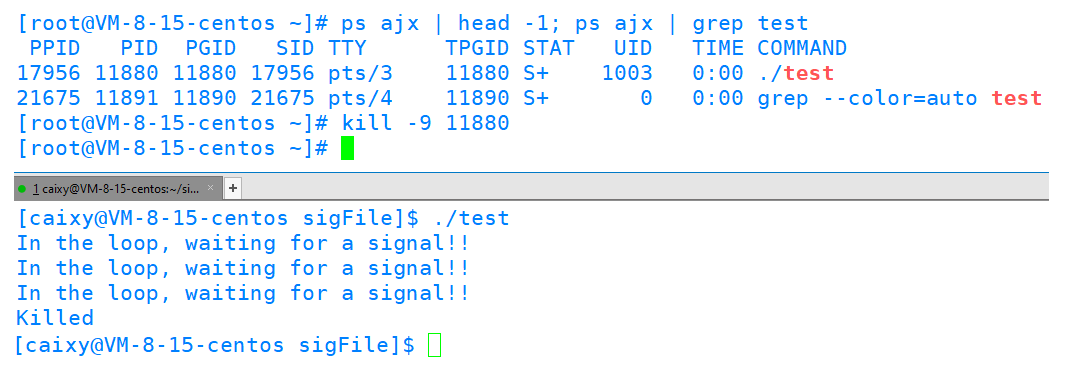 [root@VM-8-15-centos ~]# ps ajx | head -1; ps ajx | grep test
 PPID   PID  PGID   SID TTY      TPGID STAT   UID   TIME COMMAND
17956 11880 11880 17956 pts/3    11880 S+    1003   0:00 ./test
21675 11891 11890 21675 pts/4    11890 S+       0   0:00 grep --color=auto test
[root@VM-8-15-centos ~]# kill -9 11880
[root@VM-8-15-centos ~]#
1 caixy@VM-8-15-centos:~/si... × +
[caixy@VM-8-15-centos sigFile]$ ./test
In the loop, waiting for a signal!!
In the loop, waiting for a signal!!
In the loop, waiting for a signal!!
Killed
[caixy@VM-8-15-centos sigFile]$